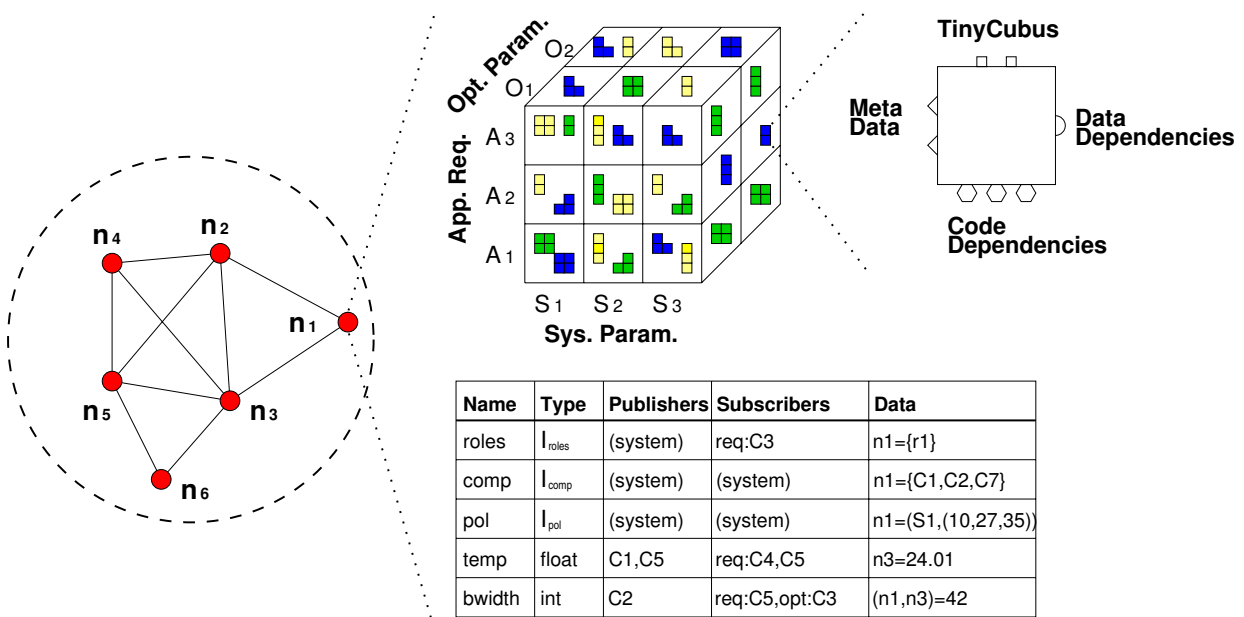 n4
n2
n1
n5
n3
n6
Opt. Param.
O2
O1
App. Req.
A3
A2
A1
S1 S2 S3
Sys. Param.
TinyCubus
Meta
Data
Data
Dependencies
Code
Dependencies
Name Type Publishers Subscribers Data
roles Iroles (system) req:C3 n1={r1}
comp Icomp (system) (system) n1={C1,C2,C7}
pol Ipol (system) (system) n1=(S1,(10,27,35))
temp float C1,C5 req:C4,C5 n3=24.01
bwidth int C2 req:C5,opt:C3 (n1,n3)=42